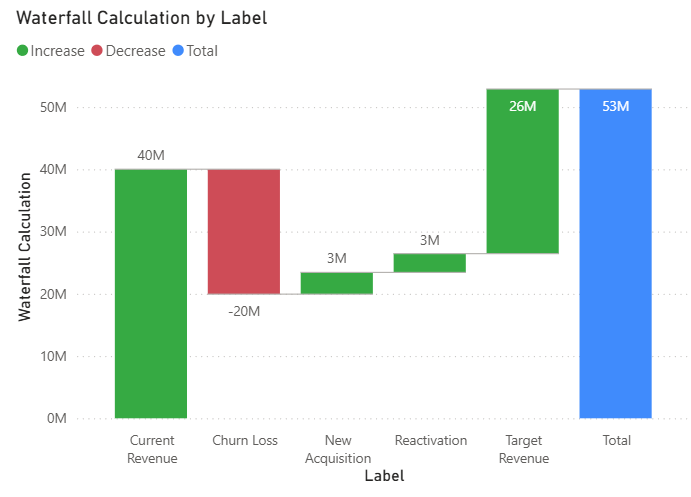 Waterfall Calculation by Label
Increase Decrease Total
Waterfall Calculation
50M
40M
30M
20M
10M
0M
40M
-20M
3M
3M
26M
53M
Current
Revenue
Churn Loss
New
Acquisition
Reactivation
Target
Revenue
Total
Label